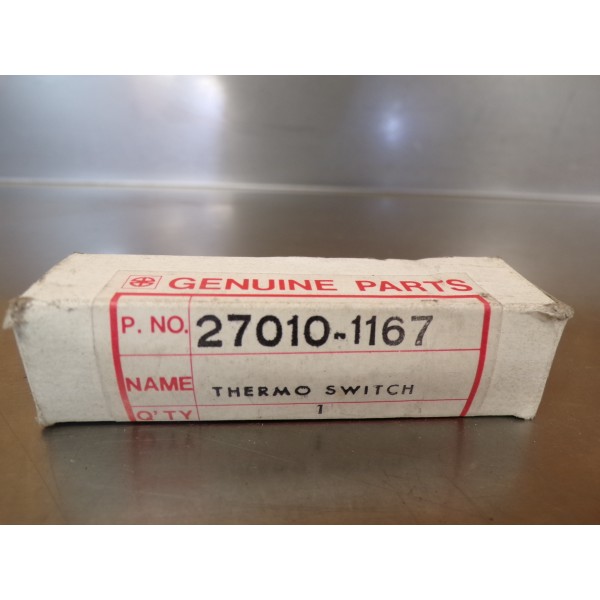 GENUINE PARTS
P. NO. 27010-1167
NAME THERMO SWITCH
Q'TY 1